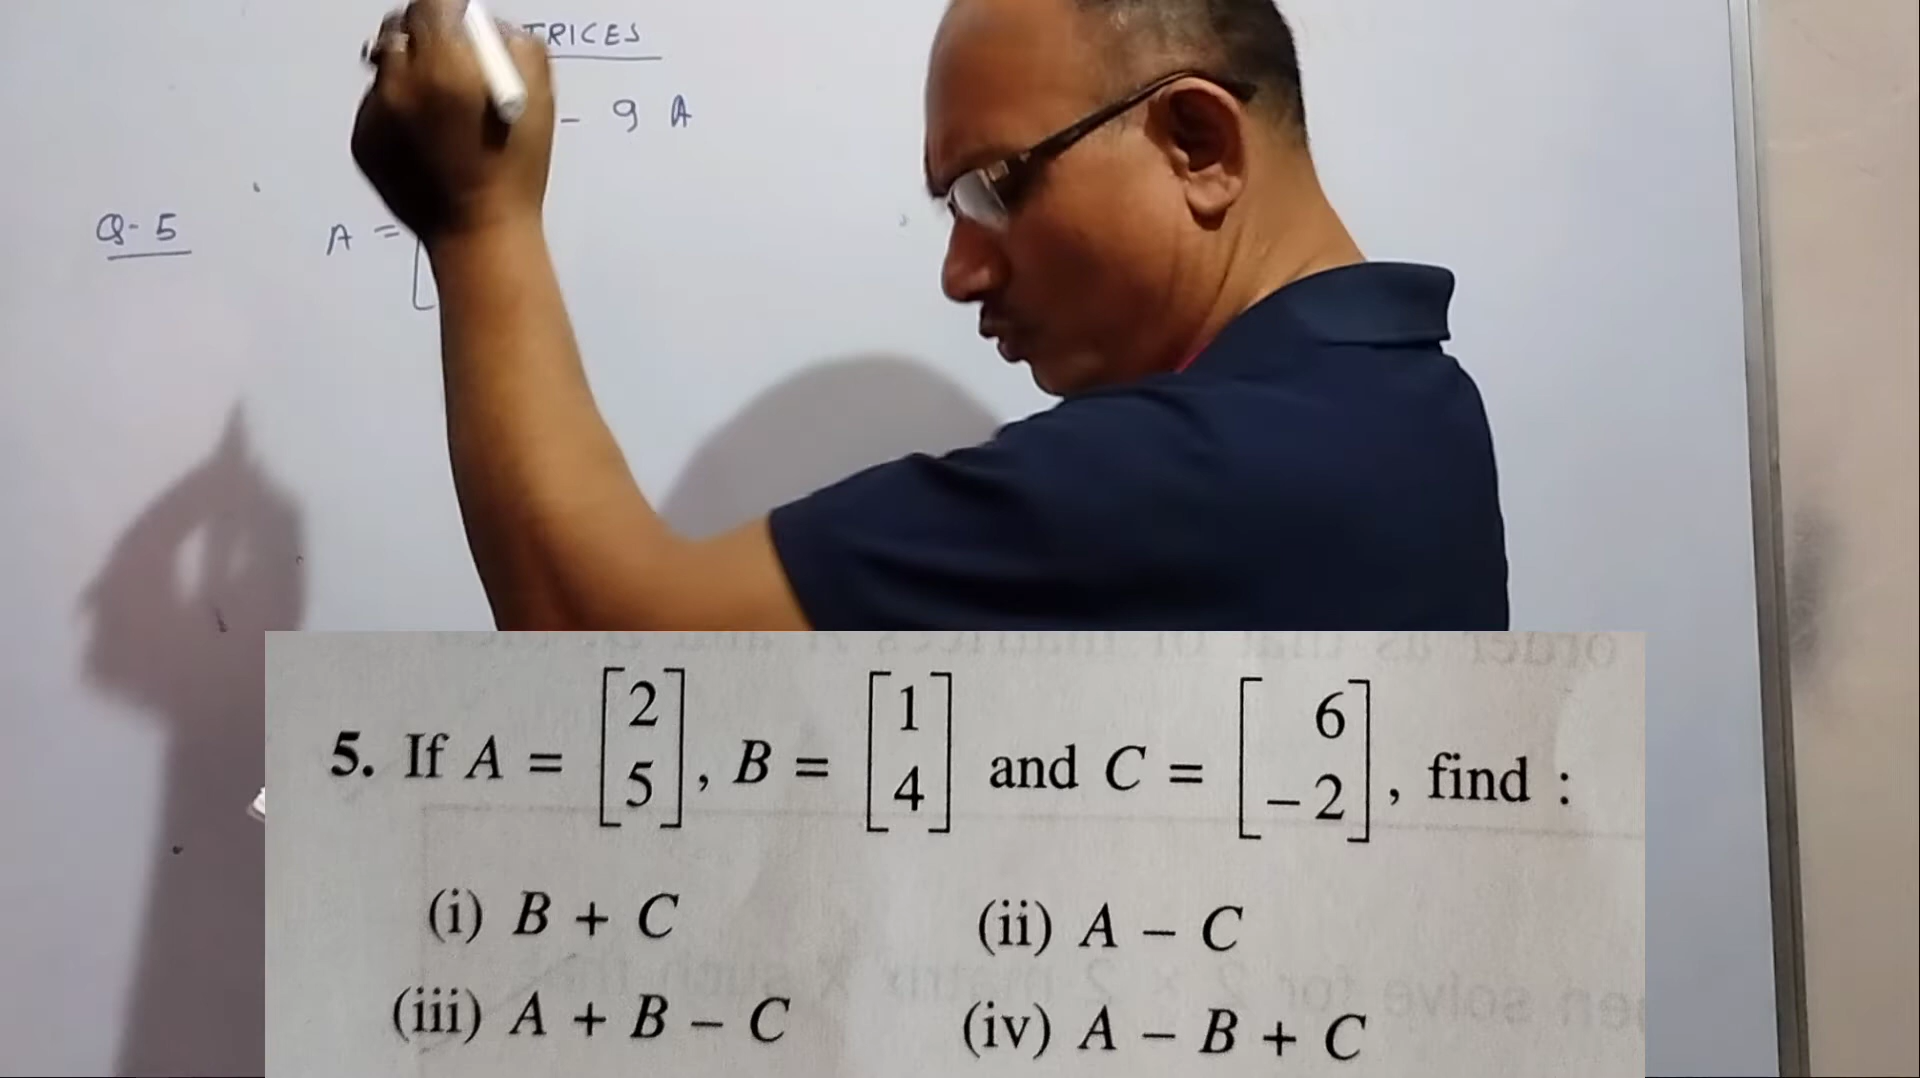 TRICES
- 9 A
Q-5 A =
5. If A = [2 5], B = [1 4] and C = [6 -2], find :
(i) B + C (ii) A - C
(iii) A + B - C (iv) A - B + C